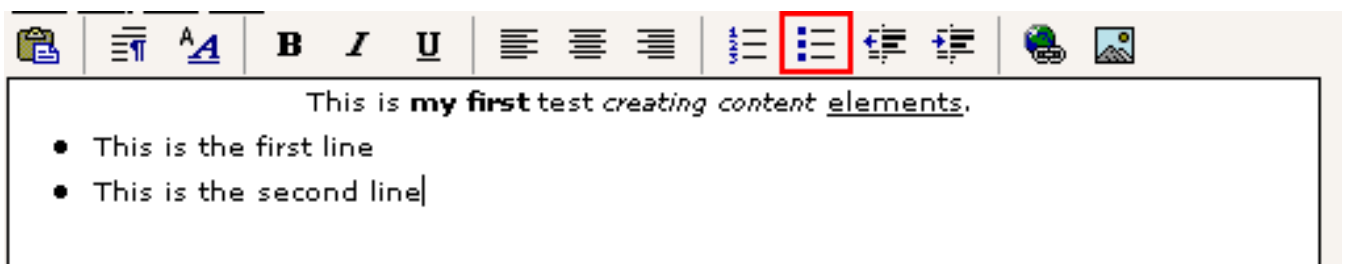 B I U
This is my first test creating content elements.
This is the first line
This is the second line